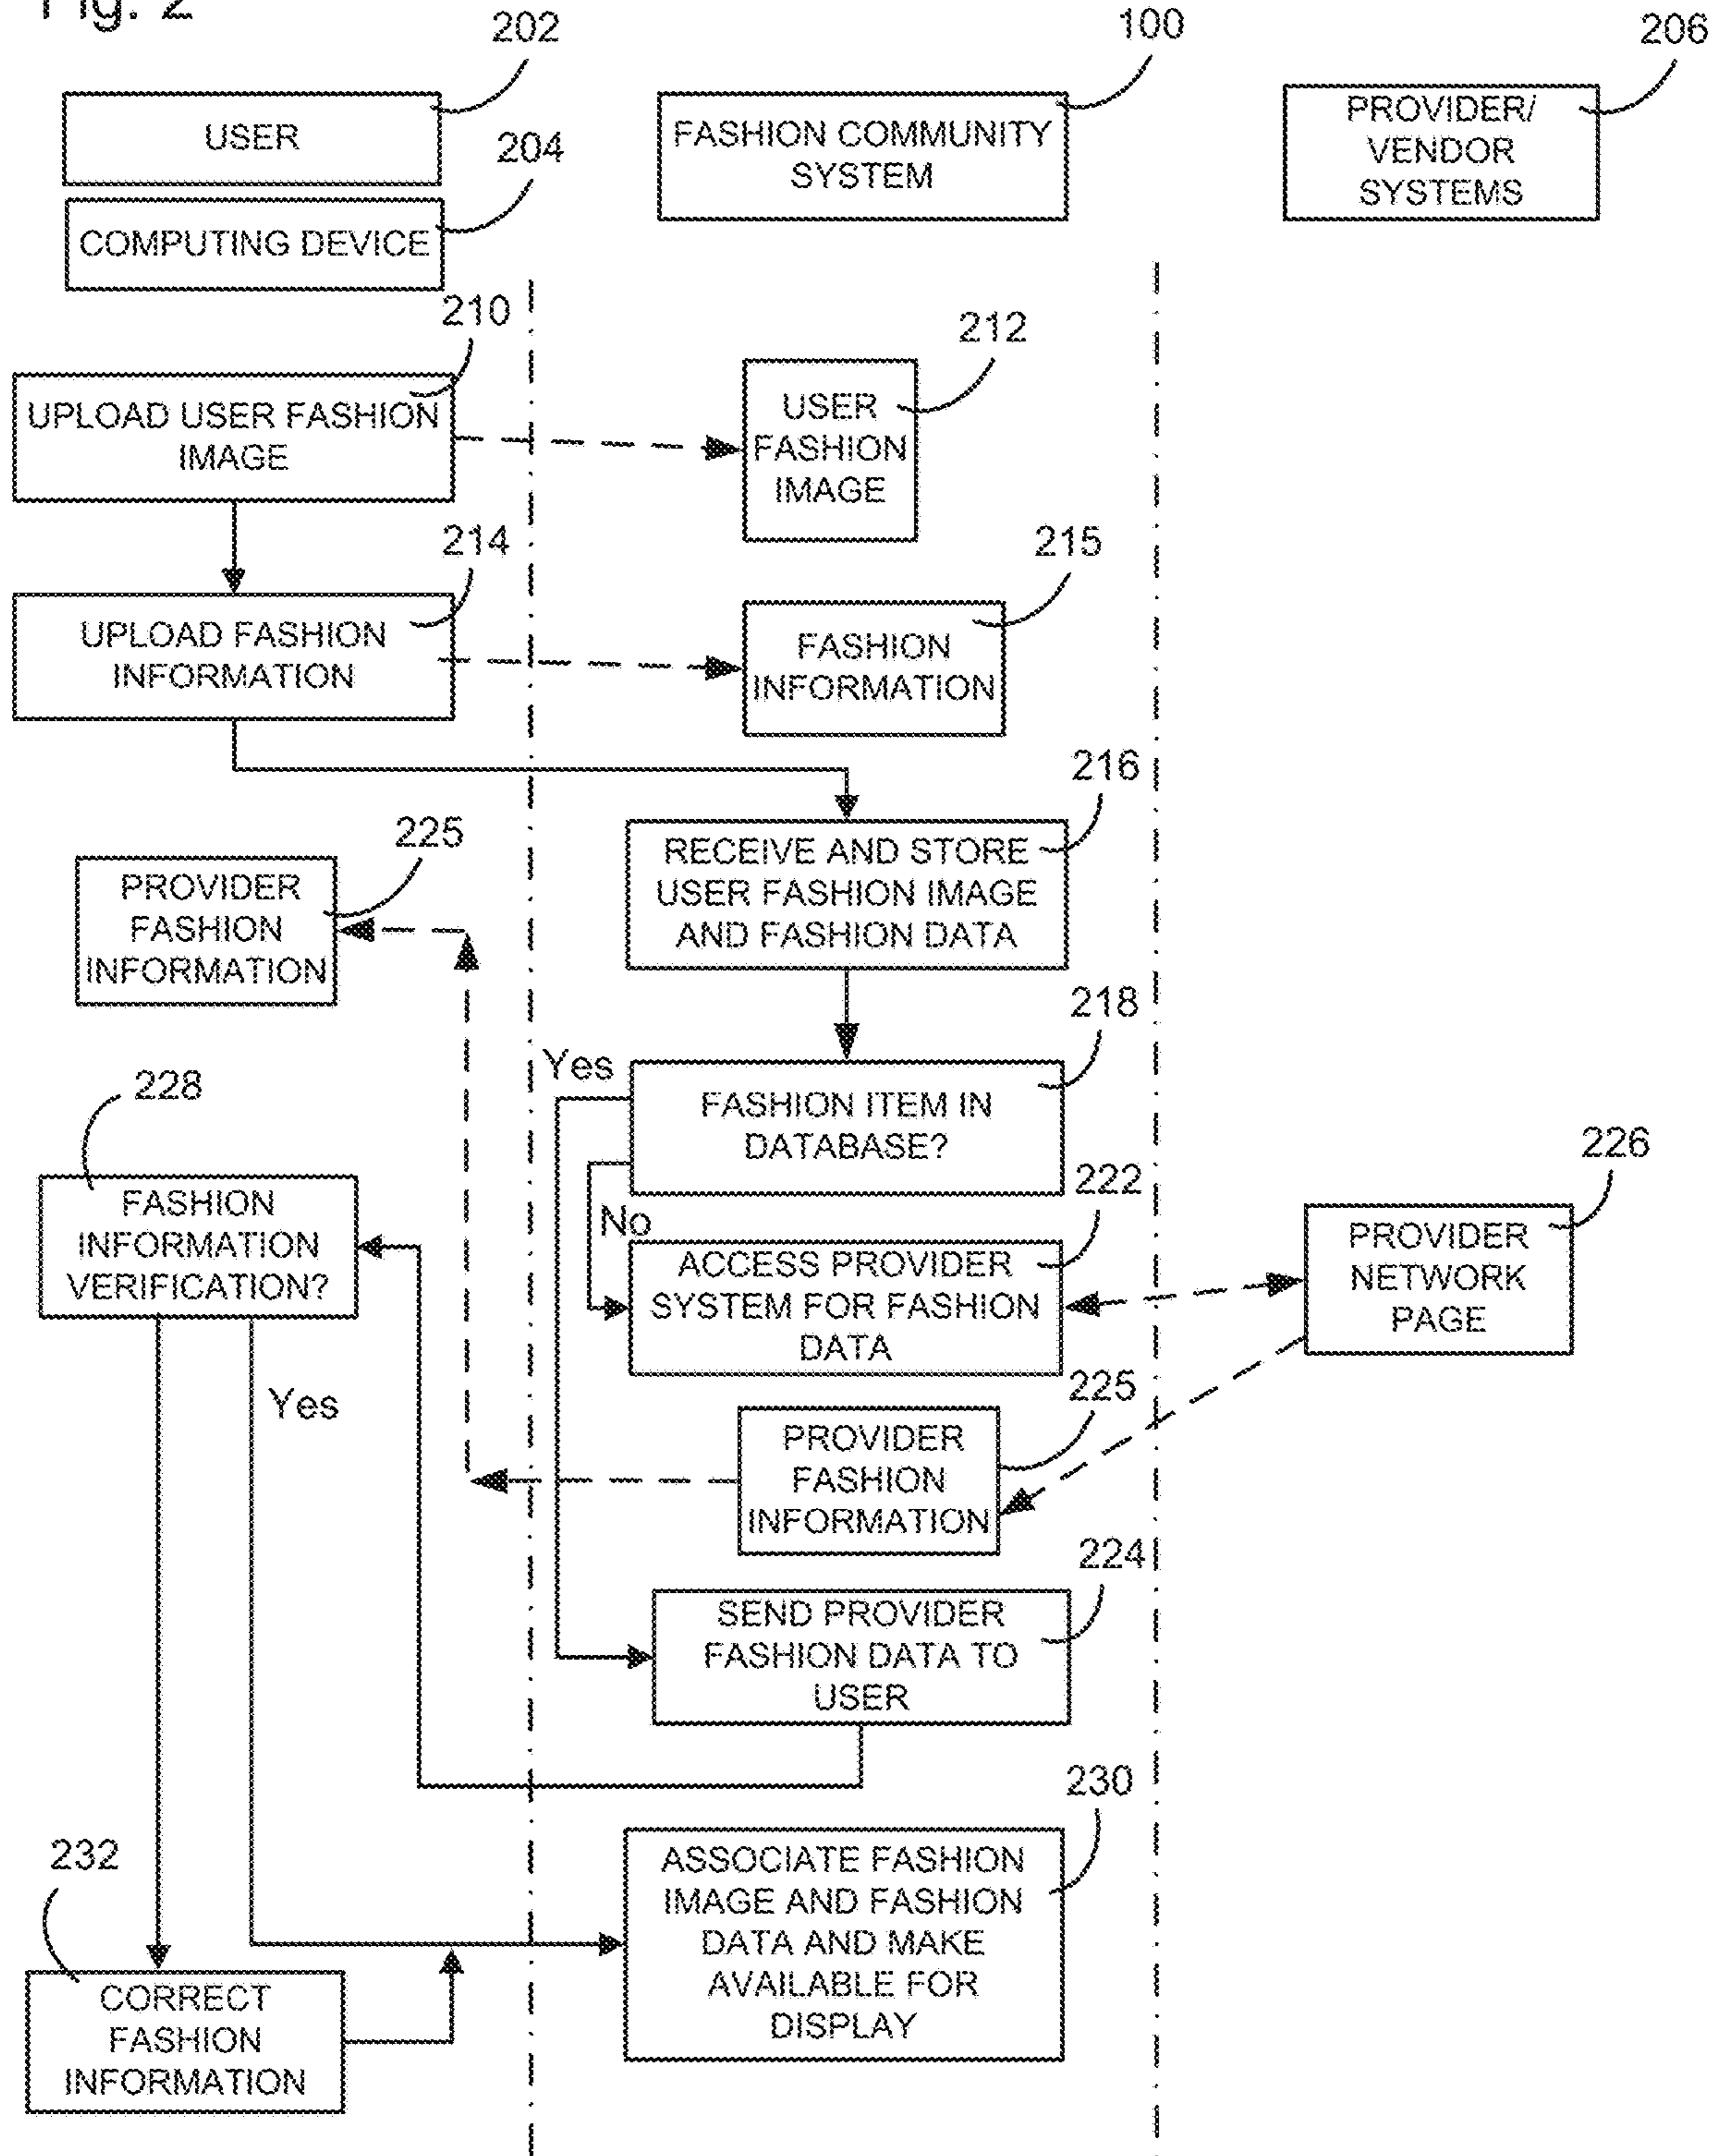 Fig. 2
202
100
206
USER
FASHION COMMUNITY
SYSTEM
PROVIDER/
VENDOR
SYSTEMS
204
COMPUTING DEVICE
210
212
UPLOAD USER FASHION
IMAGE
USER
FASHION
IMAGE
214
215
UPLOAD FASHION
INFORMATION
FASHION
INFORMATION
216
RECEIVE AND STORE
USER FASHION IMAGE
AND FASHION DATA
225
PROVIDER
FASHION
INFORMATION
218
Yes
FASHION ITEM IN
DATABASE?
228
FASHION
INFORMATION
VERIFICATION?
222
No
ACCESS PROVIDER
SYSTEM FOR FASHION
DATA
226
PROVIDER
NETWORK
PAGE
Yes
225
PROVIDER
FASHION
INFORMATION
224
SEND PROVIDER
FASHION DATA TO
USER
230
ASSOCIATE FASHION
IMAGE AND FASHION
DATA AND MAKE
AVAILABLE FOR
DISPLAY
232
CORRECT
FASHION
INFORMATION